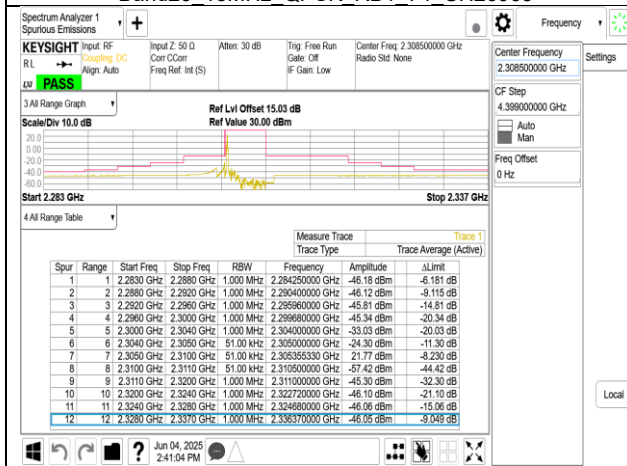 Spectrum Analyzer 1
Spurious Emissions
Frequency
KEYSIGHT
Input: RF
Coupling: DC
Align: Auto
Input Z: 50 Ω
Corr CCorr
Freq Ref: Int (S)
Atten: 30 dB
Trig: Free Run
Gate: Off
IF Gain: Low
Center Freq: 2.308500000 GHz
Radio Std: None
R L
LXI
PASS
Center Frequency
2.308500000 GHz
Settings
CF Step
4.399000000 GHz
Auto
Man
Freq Offset
0 Hz
3 All Range Graph
Scale/Div 10.0 dB
Ref Lvl Offset 15.03 dB
Ref Value 30.00 dBm
20.0
0.00
-20.0
-40.0
-60.0
Start 2.283 GHz
Stop 2.337 GHz
4 All Range Table
Measure Trace Trace 1
Trace Type Trace Average (Active)
Spur Range Start Freq Stop Freq RBW Frequency Amplitude ΔLimit
1 1 2.2830 GHz 2.2880 GHz 1.000 MHz 2.284250000 GHz -46.18 dBm -6.181 dB
2 2 2.2880 GHz 2.2920 GHz 1.000 MHz 2.290400000 GHz -46.12 dBm -9.115 dB
3 3 2.2920 GHz 2.2960 GHz 1.000 MHz 2.295960000 GHz -45.81 dBm -14.81 dB
4 4 2.2960 GHz 2.3000 GHz 1.000 MHz 2.299680000 GHz -45.34 dBm -20.34 dB
5 5 2.3000 GHz 2.3040 GHz 1.000 MHz 2.304000000 GHz -33.03 dBm -20.03 dB
6 6 2.3040 GHz 2.3050 GHz 51.00 kHz 2.305000000 GHz -24.30 dBm -11.30 dB
7 7 2.3050 GHz 2.3100 GHz 51.00 kHz 2.305355330 GHz 21.77 dBm -8.230 dB
8 8 2.3100 GHz 2.3110 GHz 51.00 kHz 2.310500000 GHz -57.42 dBm -44.42 dB
9 9 2.3110 GHz 2.3200 GHz 1.000 MHz 2.311000000 GHz -45.30 dBm -32.30 dB
10 10 2.3200 GHz 2.3240 GHz 1.000 MHz 2.322720000 GHz -46.10 dBm -21.10 dB
11 11 2.3240 GHz 2.3280 GHz 1.000 MHz 2.324680000 GHz -46.06 dBm -15.06 dB
12 12 2.3280 GHz 2.3370 GHz 1.000 MHz 2.336370000 GHz -46.05 dBm -9.049 dB
Local
Jun 04, 2025
2:41:04 PM